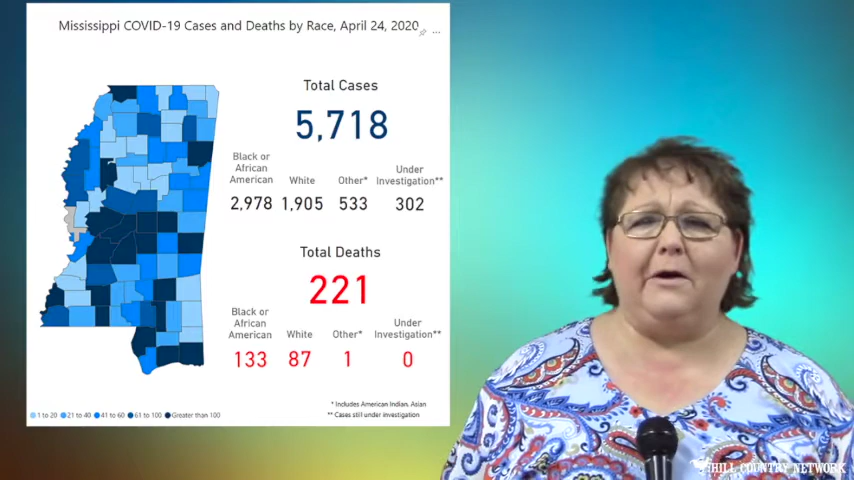 Mississippi COVID-19 Cases and Deaths by Race, April 24, 2020
Total Cases
5,718
Black or
African
American
White
Other*
Under
Investigation**
2,978
1,905
533
302
Total Deaths
221
Black or
African
American
White
Other*
Under
Investigation**
133
87
1
0
* Includes American Indian, Asian
** Cases still under investigation
1 to 20 21 to 40 41 to 60 61 to 100 Greater than 100
HILL COUNTRY NETWORK